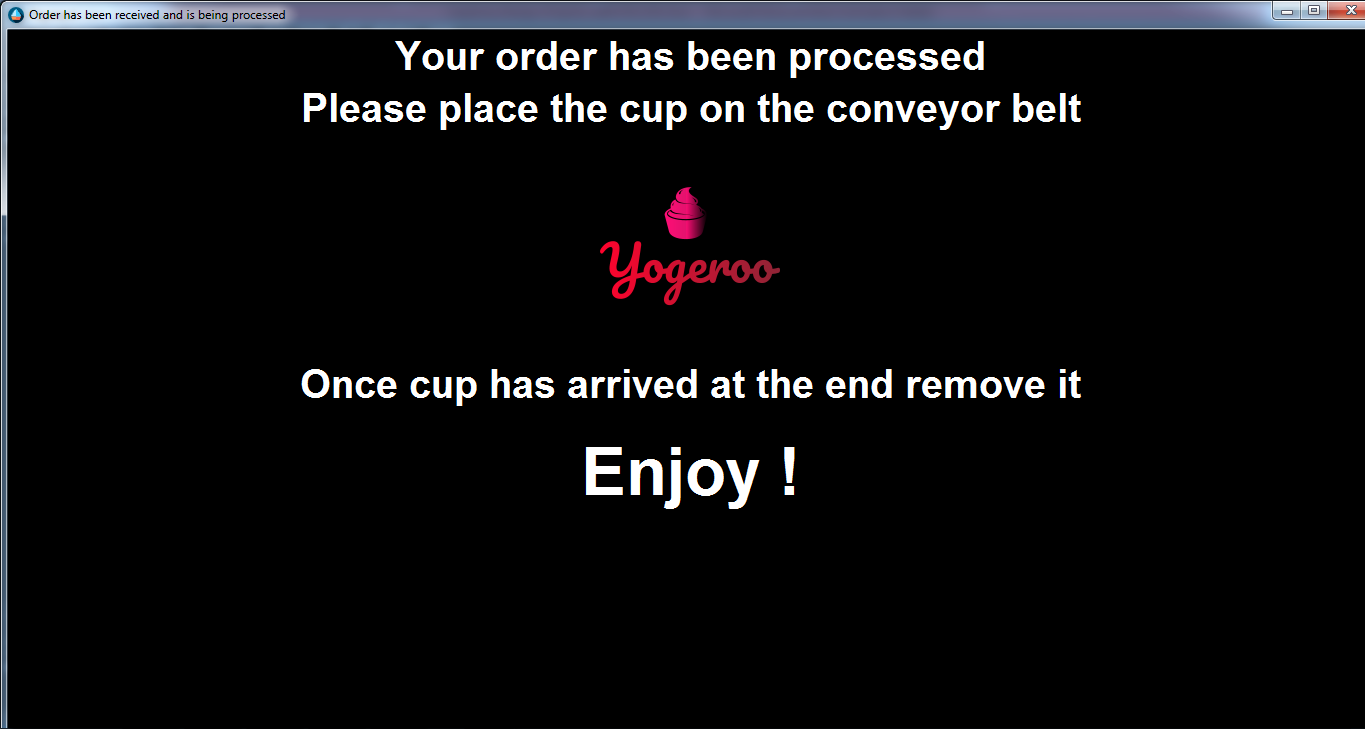 Order has been received and is being processed
Your order has been processed
Please place the cup on the conveyor belt
Yogeroo
Once cup has arrived at the end remove it
Enjoy !